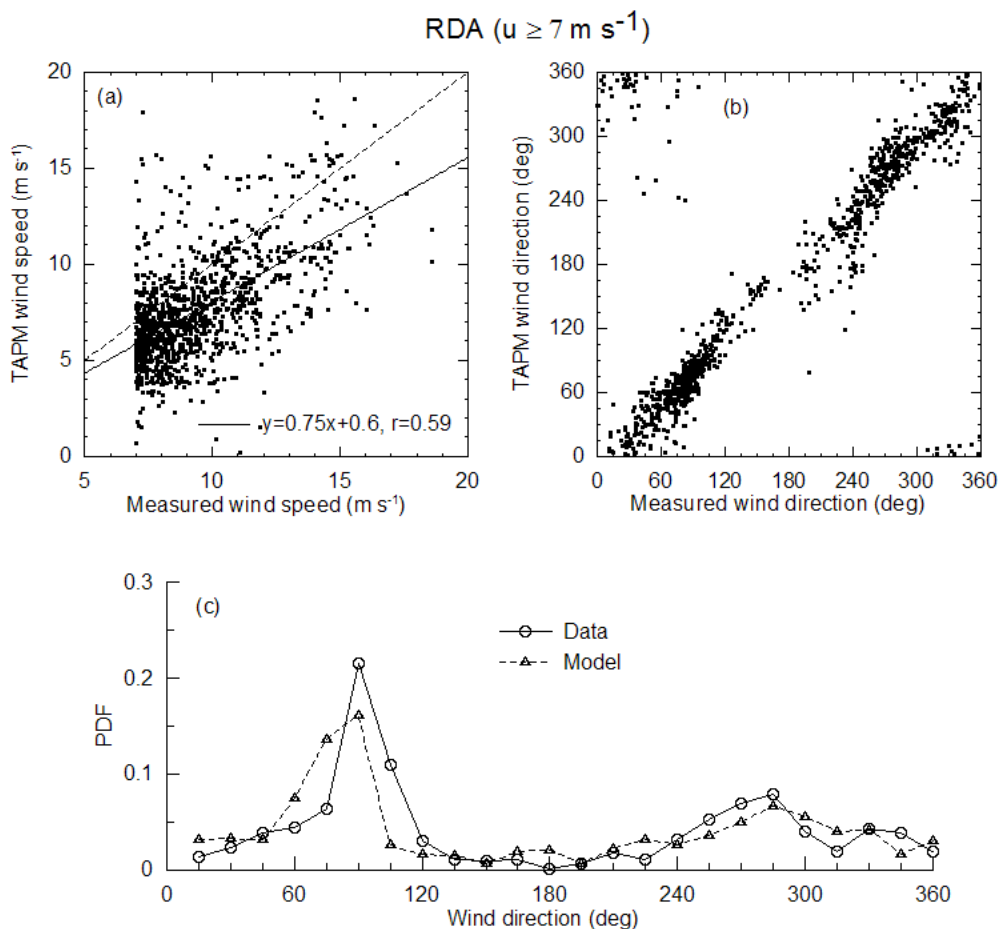 RDA (u ≥ 7 m s⁻¹)
(a)
20
15
10
5
0
TAPM wind speed (m s⁻¹)
y=0.75x+0.6, r=0.59
5 10 15 20
Measured wind speed (m s⁻¹)
(b)
360
300
240
180
120
60
0
TAPM wind direction (deg)
0 60 120 180 240 300 360
Measured wind direction (deg)
(c)
0.3
0.2
0.1
0
PDF
Data
Model
0 60 120 180 240 300 360
Wind direction (deg)